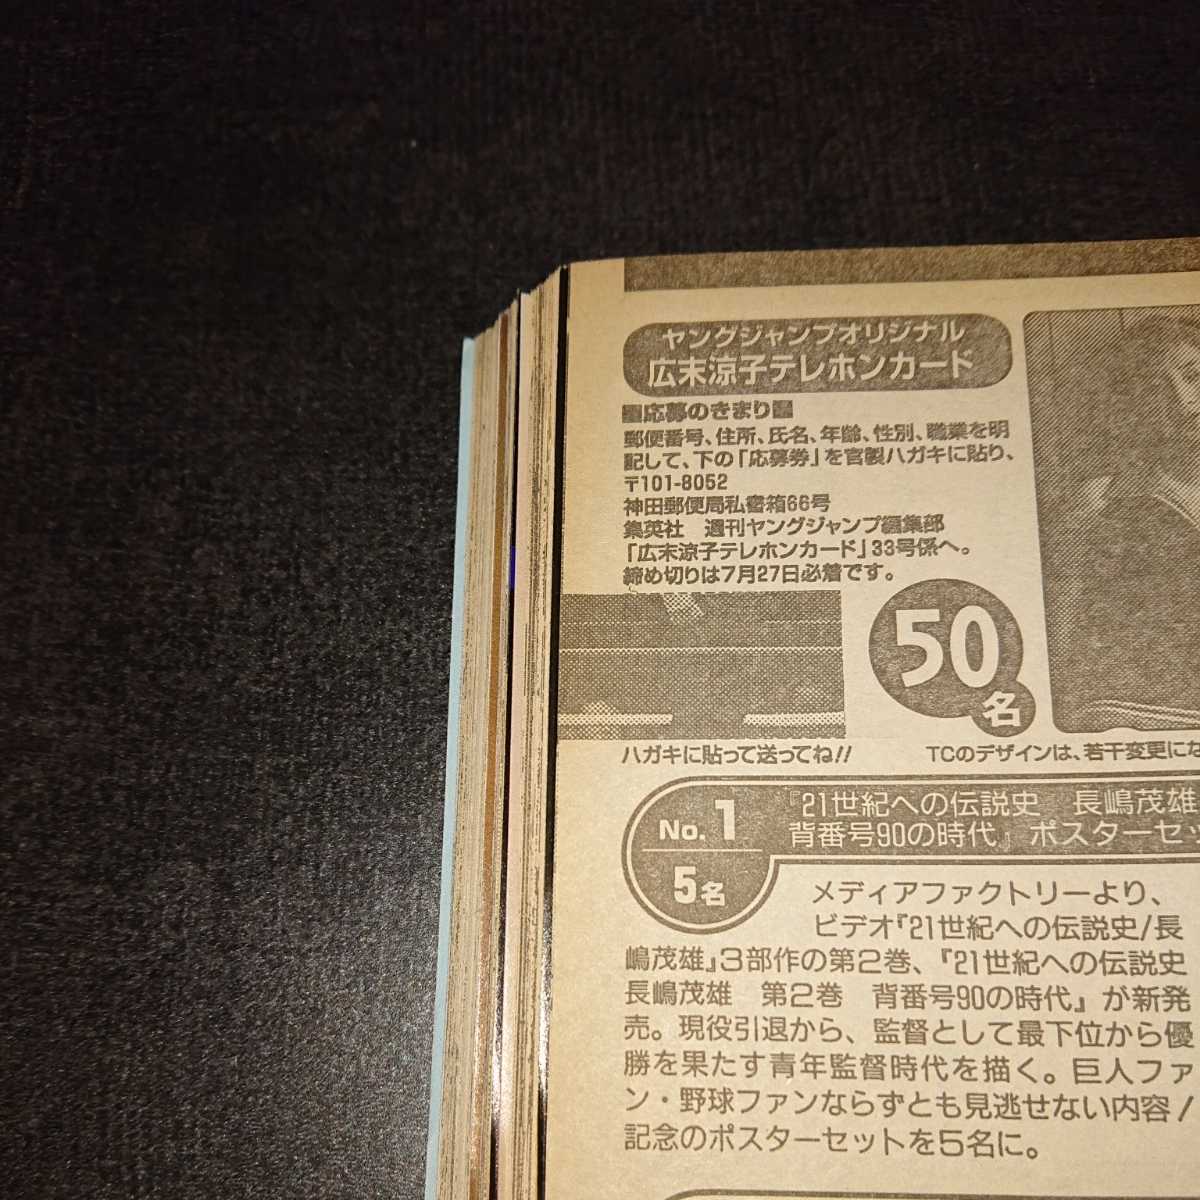 ヤングジャンプオリジナル
広末涼子テレホンカード
■応募のきまり■
郵便番号、住所、氏名、年齢、性別、職業を明
記して、下の「応募券」を官製ハガキに貼り、
〒101-8052
神田郵便局私書箱66号
集英社　週刊ヤングジャンプ編集部
「広末涼子テレホンカード」33号係へ。
締め切りは7月27日必着です。
50名
ハガキに貼って送ってね!!
TCのデザインは、若干変更にな
No.1
5名
『21世紀への伝説史　長嶋茂雄
背番号90の時代』ポスターセッ
メディアファクトリーより、
ビデオ『21世紀への伝説史/長
嶋茂雄』3部作の第2巻、『21世紀への伝説史
長嶋茂雄　第2巻　背番号90の時代』が新発
売。現役引退から、監督として最下位から優
勝を果たす青年監督時代を描く。巨人ファ
ン・野球ファンならずとも見逃せない内容/
記念のポスターセットを5名に。